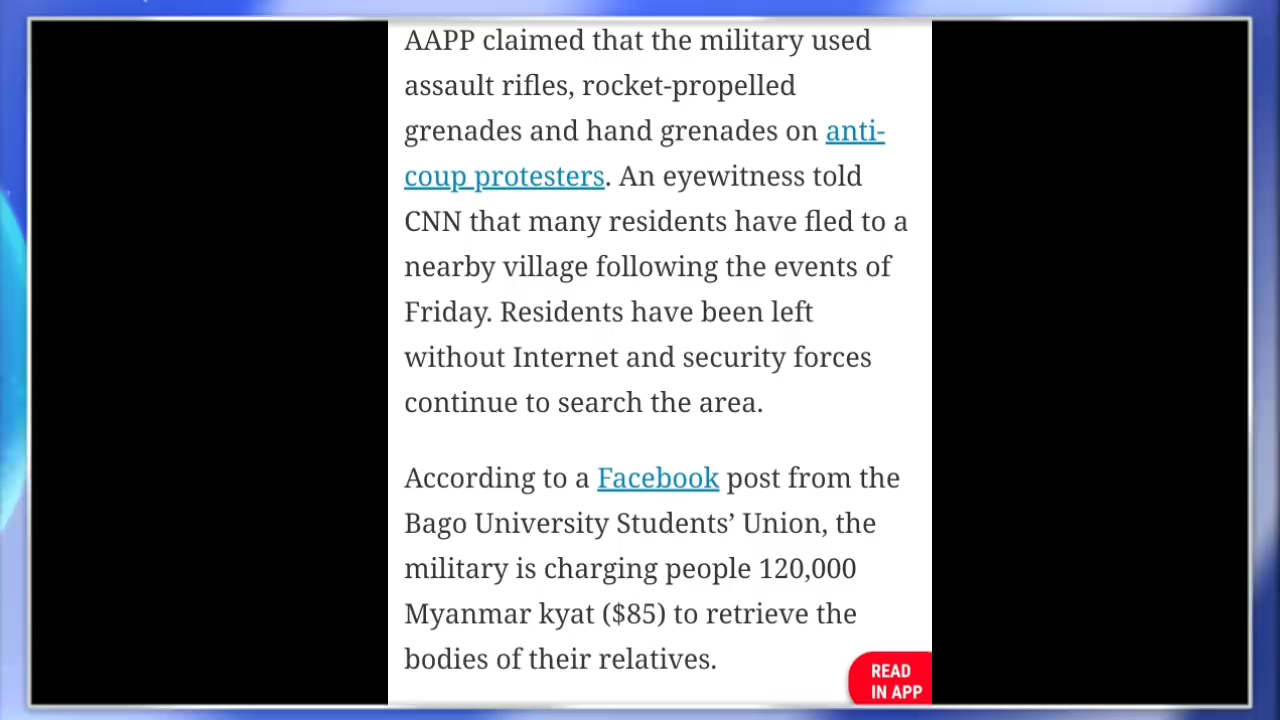 AAPP claimed that the military used
assault rifles, rocket-propelled
grenades and hand grenades on anti-
coup protesters. An eyewitness told
CNN that many residents have fled to a
nearby village following the events of
Friday. Residents have been left
without Internet and security forces
continue to search the area.
According to a Facebook post from the
Bago University Students’ Union, the
military is charging people 120,000
Myanmar kyat ($85) to retrieve the
bodies of their relatives.
READ
IN APP